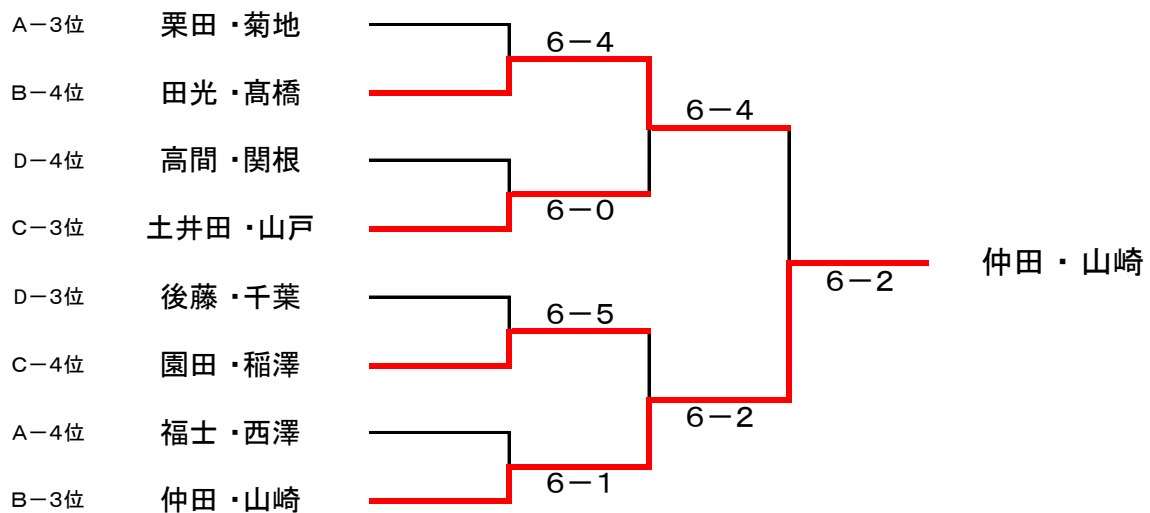 A－3位 栗田・菊地
6－4
B－4位 田光・髙橋
6－4
D－4位 高間・関根
6－0
C－3位 土井田・山戸
仲田・山崎
6－2
D－3位 後藤・千葉
6－5
C－4位 園田・稲澤
6－2
A－4位 福士・西澤
6－1
B－3位 仲田・山崎